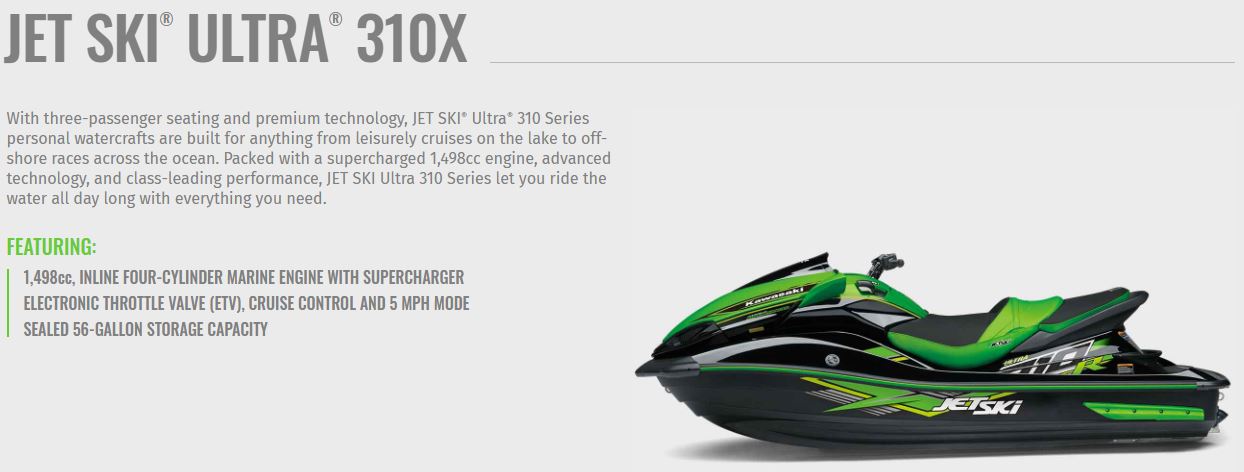 JET SKI® ULTRA® 310X
With three-passenger seating and premium technology, JET SKI® Ultra® 310 Series
personal watercrafts are built for anything from leisurely cruises on the lake to off-
shore races across the ocean. Packed with a supercharged 1,498cc engine, advanced
technology, and class-leading performance, JET SKI Ultra 310 Series let you ride the
water all day long with everything you need.
FEATURING:
1,498cc, INLINE FOUR-CYLINDER MARINE ENGINE WITH SUPERCHARGER
ELECTRONIC THROTTLE VALVE (ETV), CRUISE CONTROL AND 5 MPH MODE
SEALED 56-GALLON STORAGE CAPACITY
Kawasaki
ULTRA
JETSKI